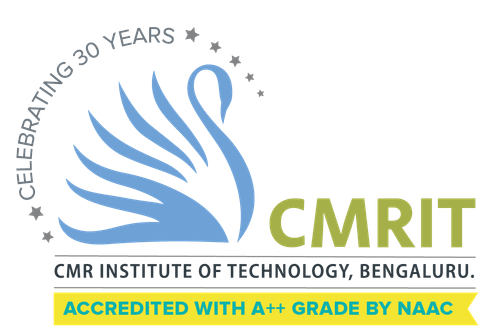 CELEBRATING 30 YEARS
CMRIT
CMR INSTITUTE OF TECHNOLOGY, BENGALURU.
ACCREDITED WITH A++ GRADE BY NAAC